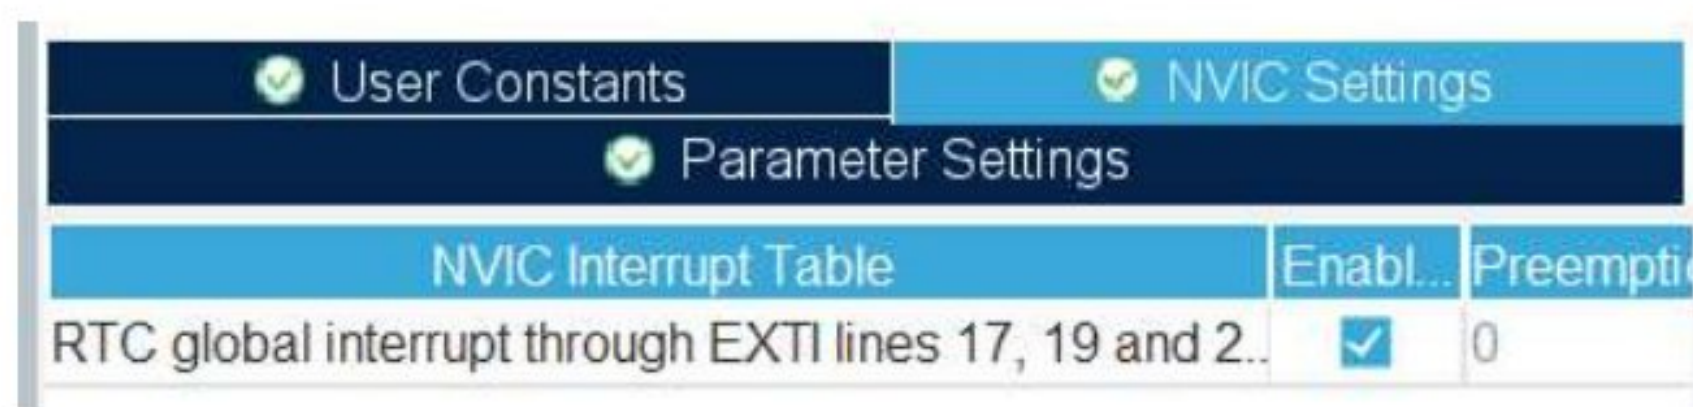 User Constants
NVIC Settings
Parameter Settings
NVIC Interrupt Table Enabl... Preempti
RTC global interrupt through EXTI lines 17, 19 and 2.. 0